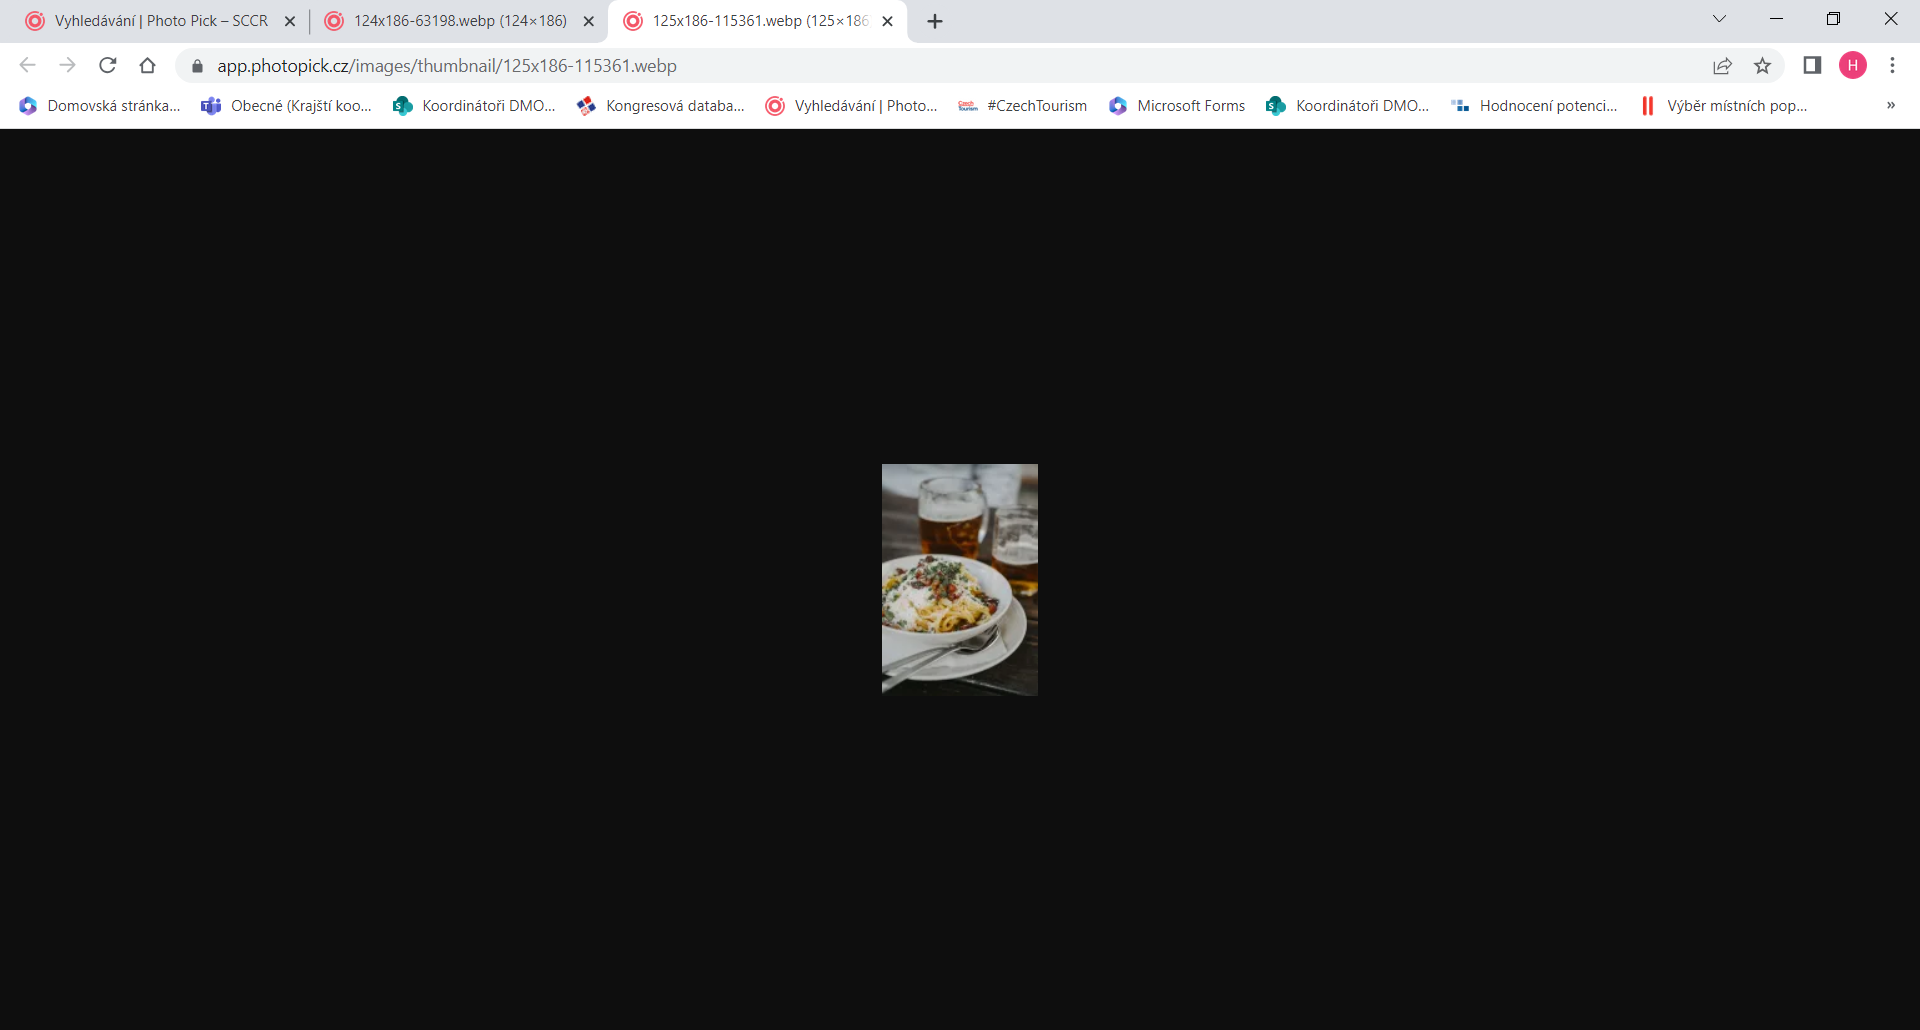 Vyhledávání | Photo Pick – SCCR
124x186-63198.webp (124×186)
125x186-115361.webp (125×186
app.photopick.cz/images/thumbnail/125x186-115361.webp
H
Domovská stránka...
Obecné (Krajští koo...
Koordinátoři DMO...
Kongresová databa...
Vyhledávání | Photo...
Czech Tourism
#CzechTourism
Microsoft Forms
Koordinátoři DMO...
Hodnocení potenci...
Výběr místních pop...
»